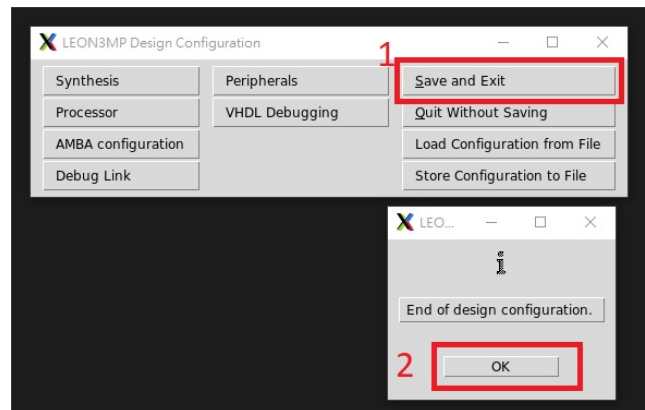 LEON3MP Design Configuration
1
Synthesis
Peripherals
Save and Exit
Processor
VHDL Debugging
Quit Without Saving
AMBA configuration
Load Configuration from File
Debug Link
Store Configuration to File
LEO...
i
End of design configuration.
2
OK